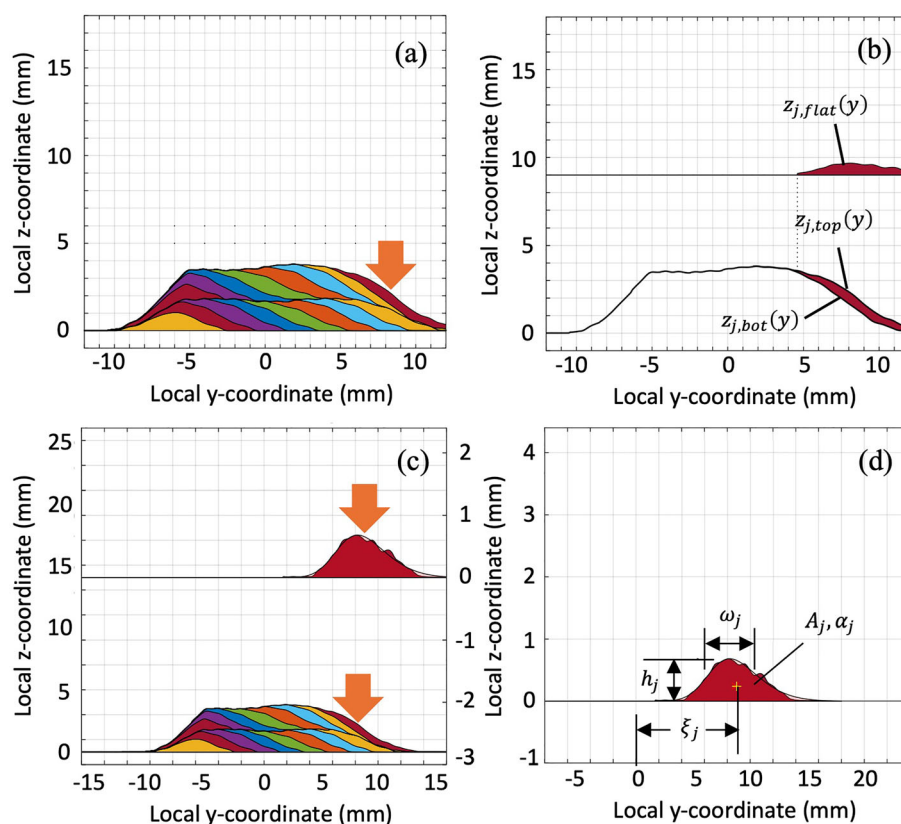 (a)
Local z-coordinate (mm)
15
10
5
0
-10 -5 0 5 10
Local y-coordinate (mm)
(b)
Local z-coordinate (mm)
15
10
5
0
z_{j,flat}(y)
z_{j,top}(y)
z_{j,bot}(y)
-10 -5 0 5 10
Local y-coordinate (mm)
(c)
Local z-coordinate (mm)
25
20
15
10
5
0
2
1
0
-1
-2
-3
-15 -10 -5 0 5 10 15
Local y-coordinate (mm)
(d)
Local z-coordinate (mm)
4
3
2
1
0
-1
ω_j
A_j, α_j
h_j
ξ_j
-5 0 5 10 15 20
Local y-coordinate (mm)